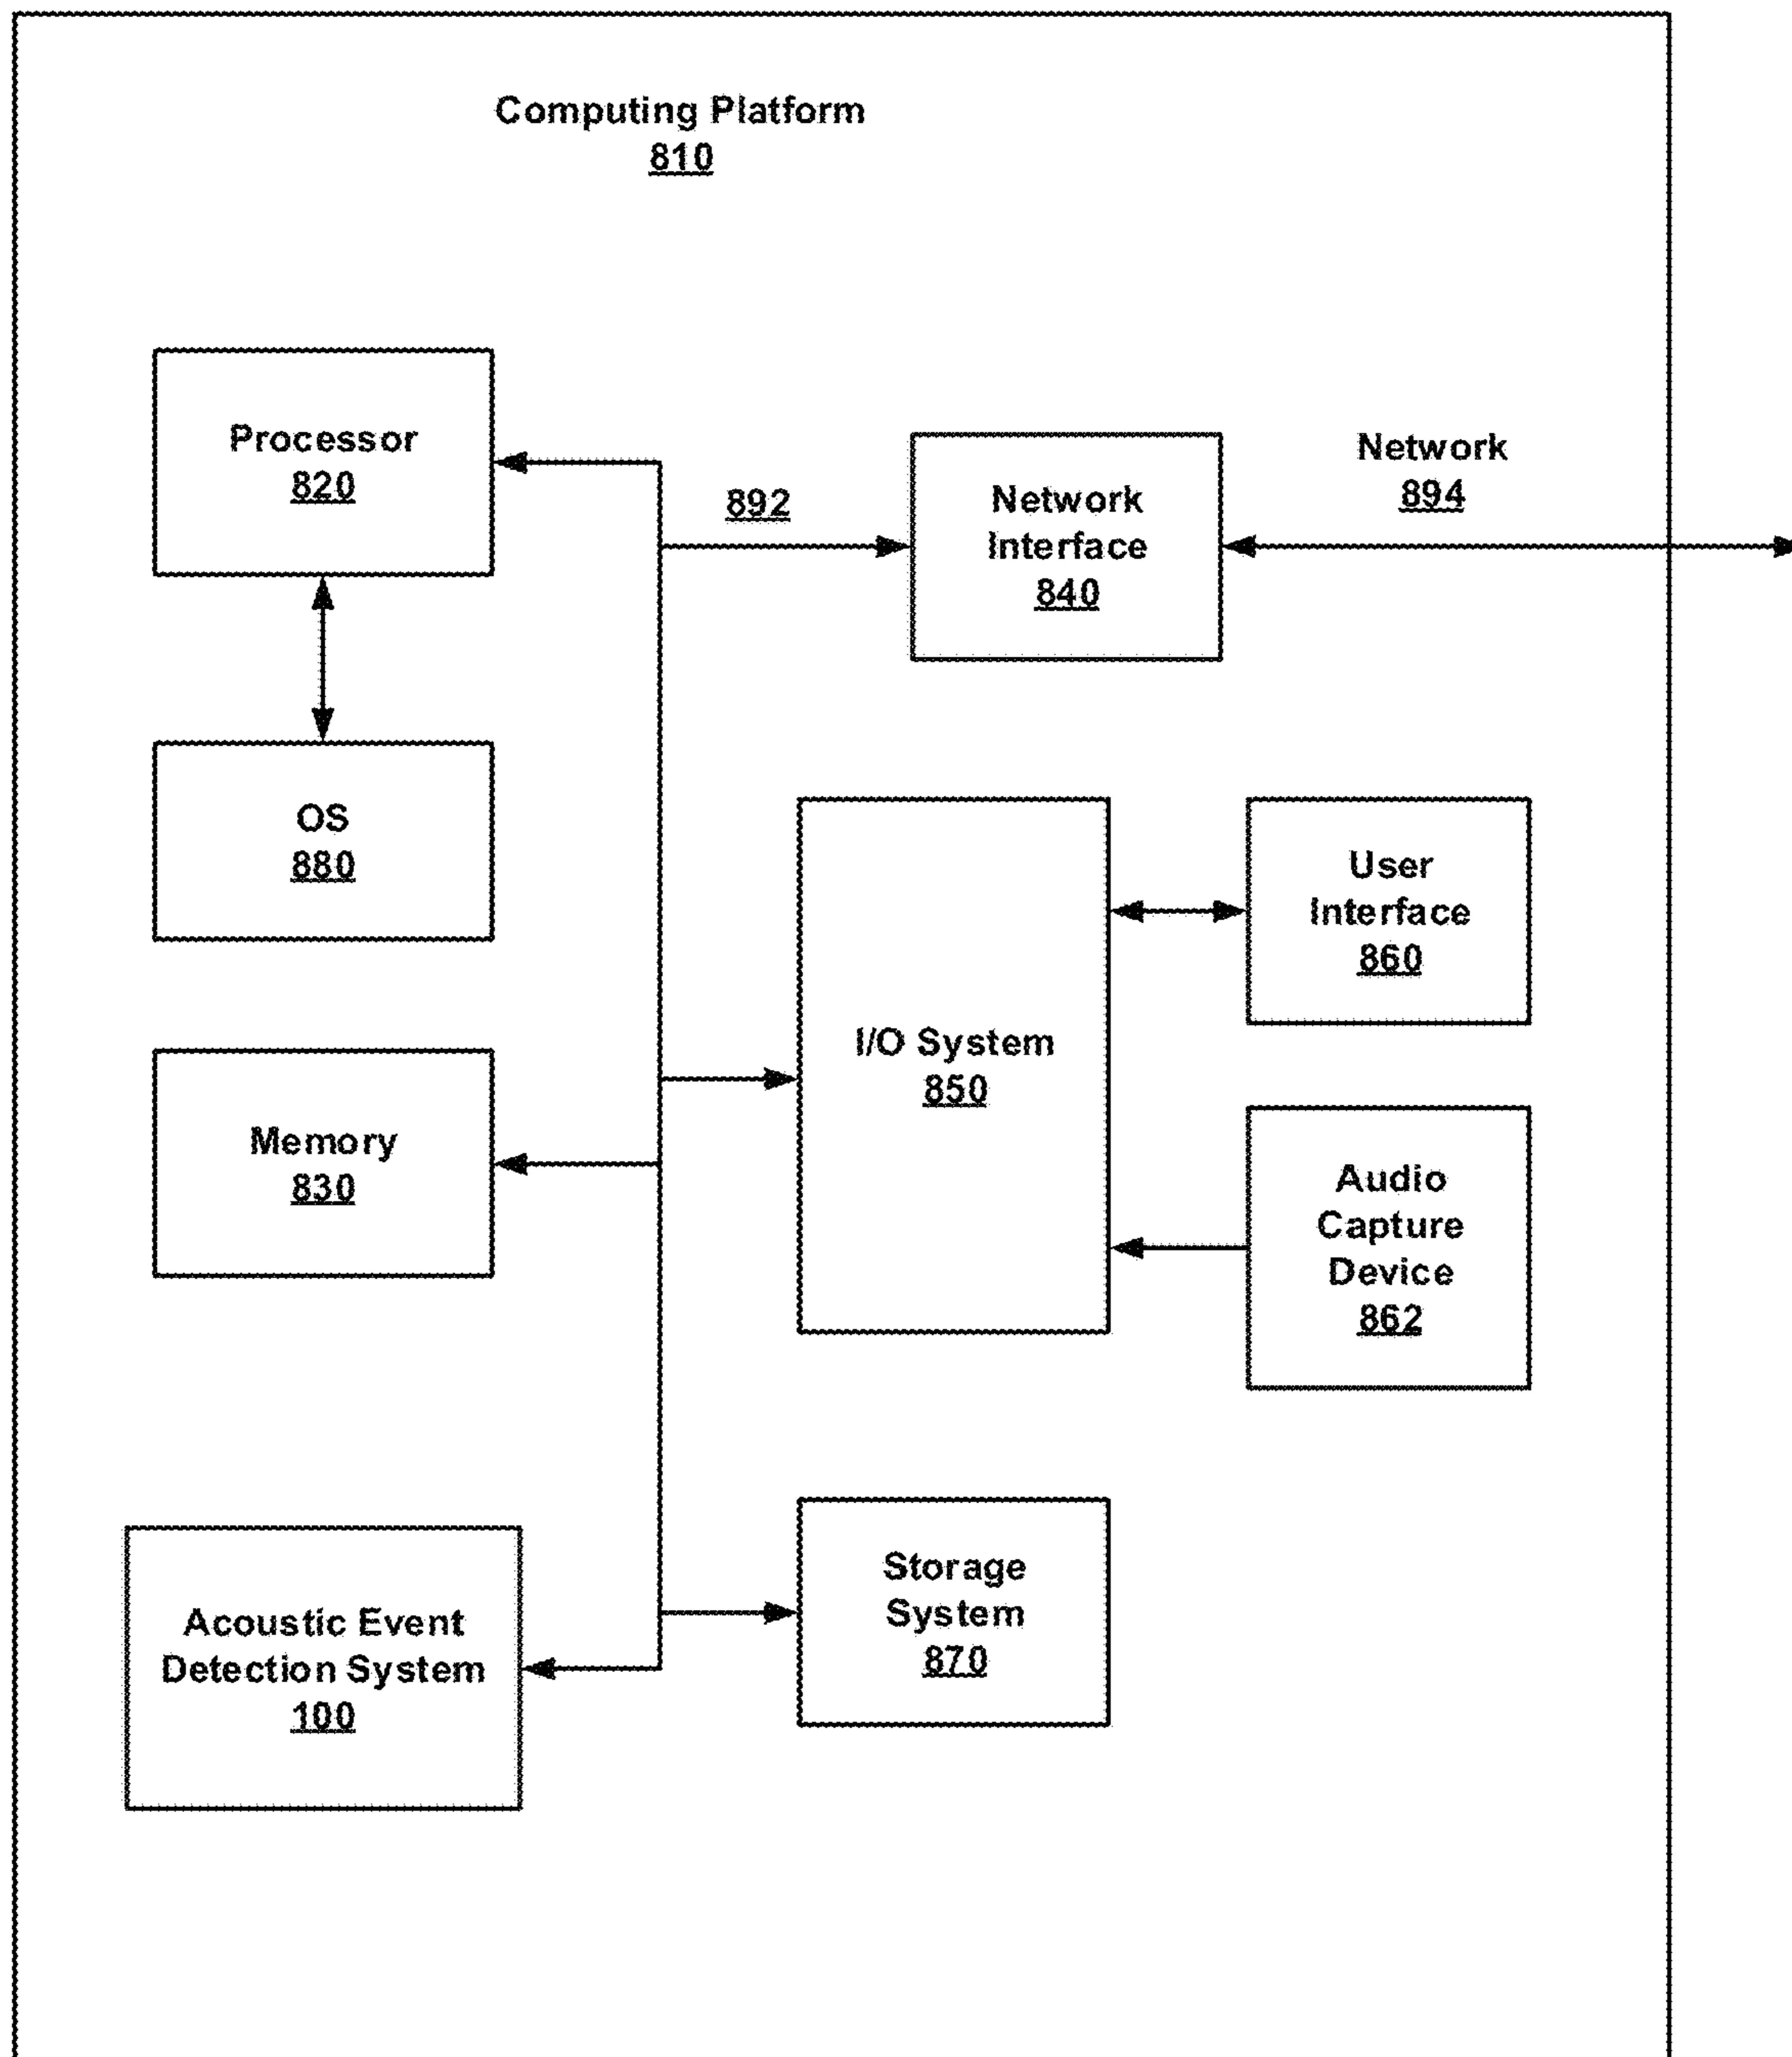 Computing Platform
810
Processor
820
892
Network
Interface
840
Network
894
OS
880
I/O System
850
User
Interface
860
Memory
830
Audio
Capture
Device
862
Acoustic Event
Detection System
100
Storage
System
870